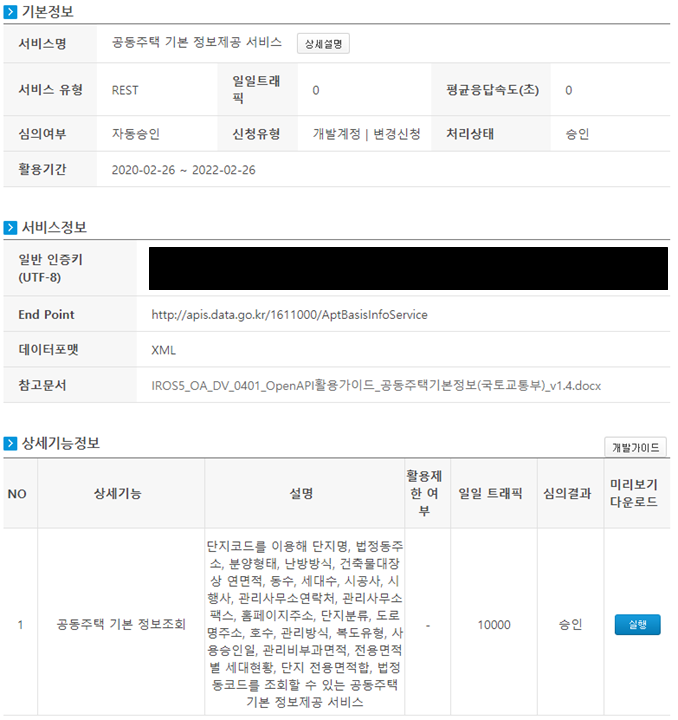 기본정보
서비스명 공동주택 기본 정보제공 서비스 상세설명
서비스 유형 REST 일일트래픽 0 평균응답속도(초) 0
심의여부 자동승인 신청유형 개발계정 | 변경신청 처리상태 승인
활용기간 2020-02-26 ~ 2022-02-26
서비스정보
일반 인증키
(UTF-8)
End Point http://apis.data.go.kr/1611000/AptBasisInfoService
데이터포맷 XML
참고문서 IROS5_OA_DV_0401_OpenAPI활용가이드_공동주택기본정보(국토교통부)_v1.4.docx
상세기능정보 개발가이드
NO 상세기능 설명 활용제한 여부 일일 트래픽 심의결과 미리보기 다운로드
1 공동주택 기본 정보조회
단지코드를 이용해 단지명, 법정동주
소, 분양형태, 난방방식, 건축물대장
상 연면적, 동수, 세대수, 시공사, 시
행사, 관리사무소연락처, 관리사무소
팩스, 홈페이지주소, 단지분류, 도로
명주소, 호수, 관리방식, 복도유형, 사
용승인일, 관리비부과면적, 전용면적
별 세대현황, 단지 전용면적합, 법정
동코드를 조회할 수 있는 공동주택
기본 정보제공 서비스
- 10000 승인 실행